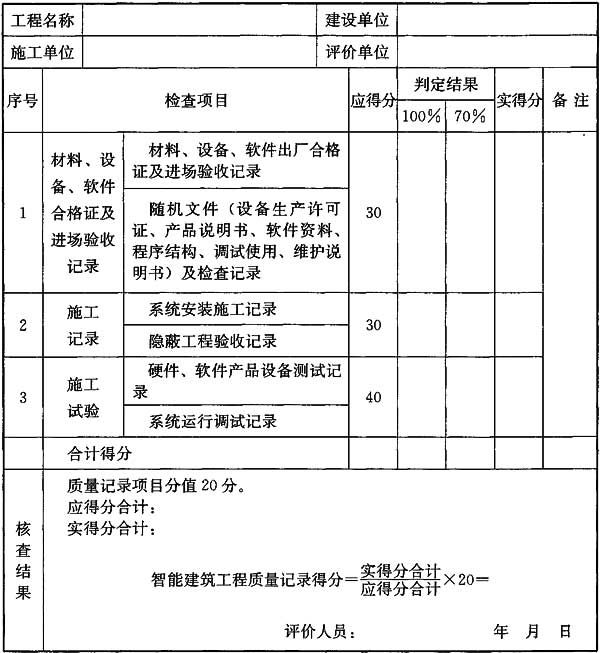 工程名称 建设单位
施工单位 评价单位
序号 检查项目 应得分 判定结果 实得分 备注
100% 70%
1 材料、设备、软件合格证及进场验收记录 材料、设备、软件出厂合格
证及进场验收记录 30
随机文件（设备生产许可
证、产品说明书、软件资料、
程序结构、调试使用、维护说
明书）及检查记录
2 施工记录 系统安装施工记录 30
隐蔽工程验收记录
3 施工试验 硬件、软件产品设备测试记
录 40
系统运行调试记录
合计得分
核查结果
质量记录项目分值20分。
应得分合计：
实得分合计：
智能建筑工程质量记录得分=实得分合计/应得分合计×20=
评价人员： 年 月 日